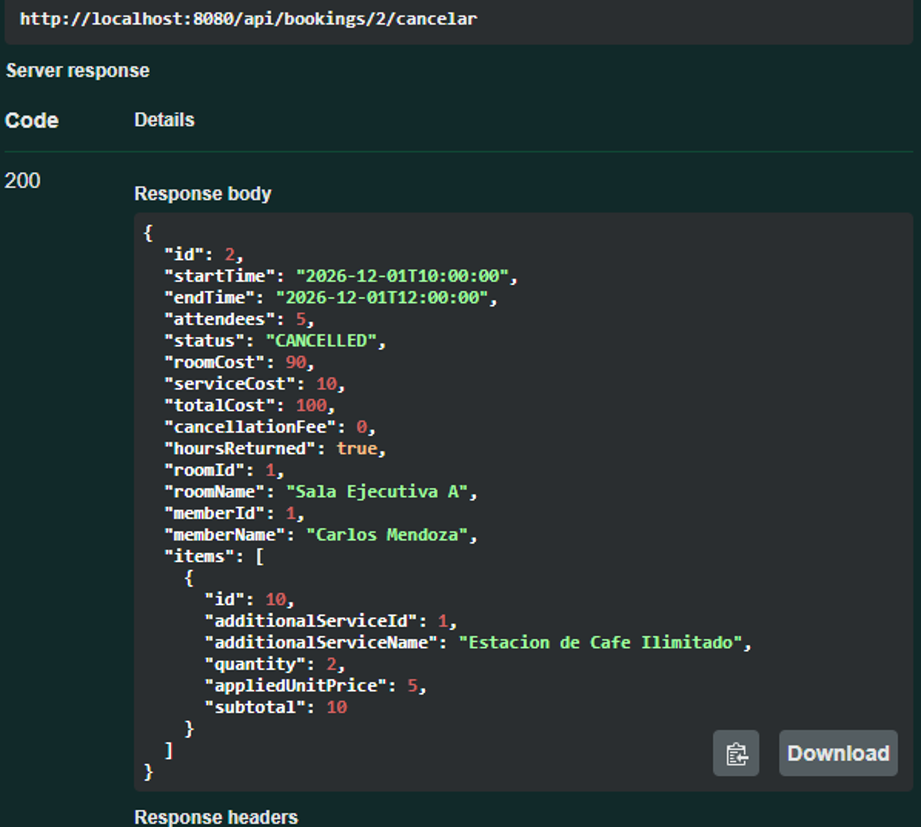 http://localhost:8080/api/bookings/2/cancelar
Server response
Code Details
200
Response body
{
  "id": 2,
  "startTime": "2026-12-01T10:00:00",
  "endTime": "2026-12-01T12:00:00",
  "attendees": 5,
  "status": "CANCELLED",
  "roomCost": 90,
  "serviceCost": 10,
  "totalCost": 100,
  "cancellationFee": 0,
  "hoursReturned": true,
  "roomId": 1,
  "roomName": "Sala Ejecutiva A",
  "memberId": 1,
  "memberName": "Carlos Mendoza",
  "items": [
    {
      "id": 10,
      "additionalServiceId": 1,
      "additionalServiceName": "Estacion de Cafe Ilimitado",
      "quantity": 2,
      "appliedUnitPrice": 5,
      "subtotal": 10
    }
  ]
}
Download
Response headers